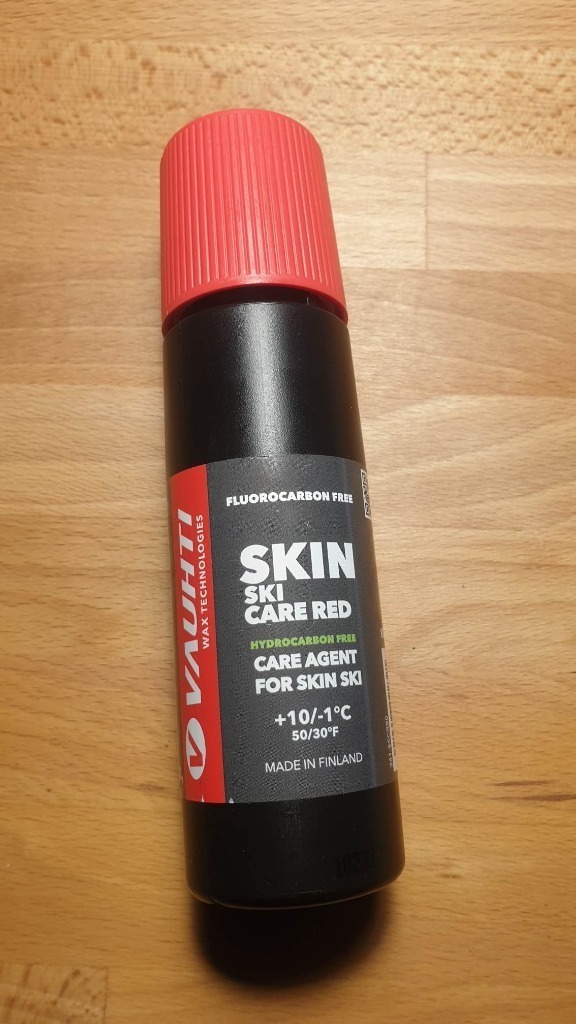 FLUOROCARBON FREE
SKIN
SKI
CARE RED
HYDROCARBON FREE
CARE AGENT
FOR SKIN SKI
+10/-1°C
50/30°F
MADE IN FINLAND
VAUHTI
WAX TECHNOLOGIES